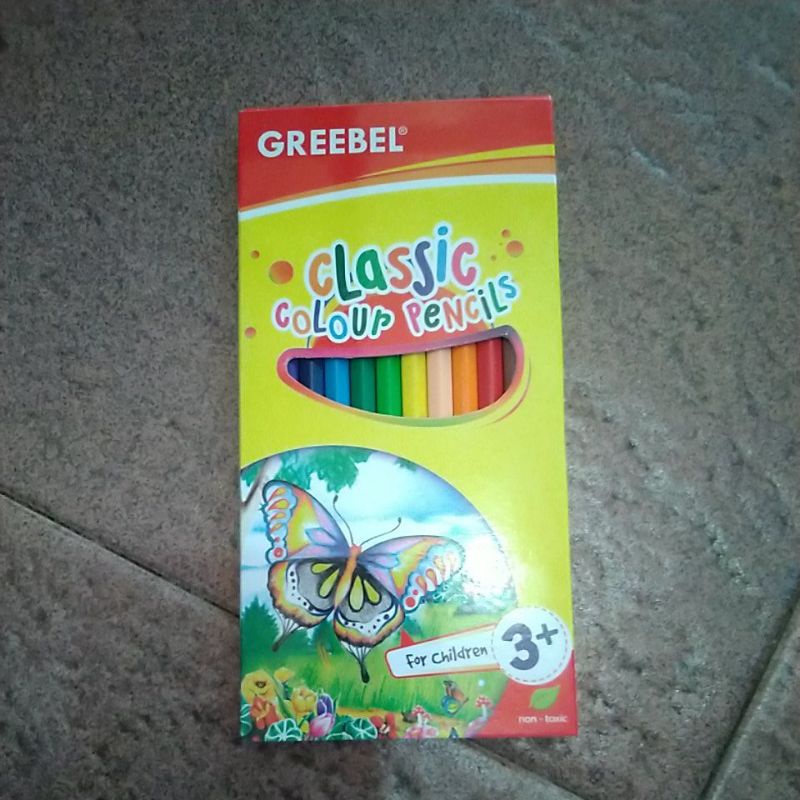 GREEBEL®
CLASSiC
COLOUR PENCILS
For Children
3+
non - toxic